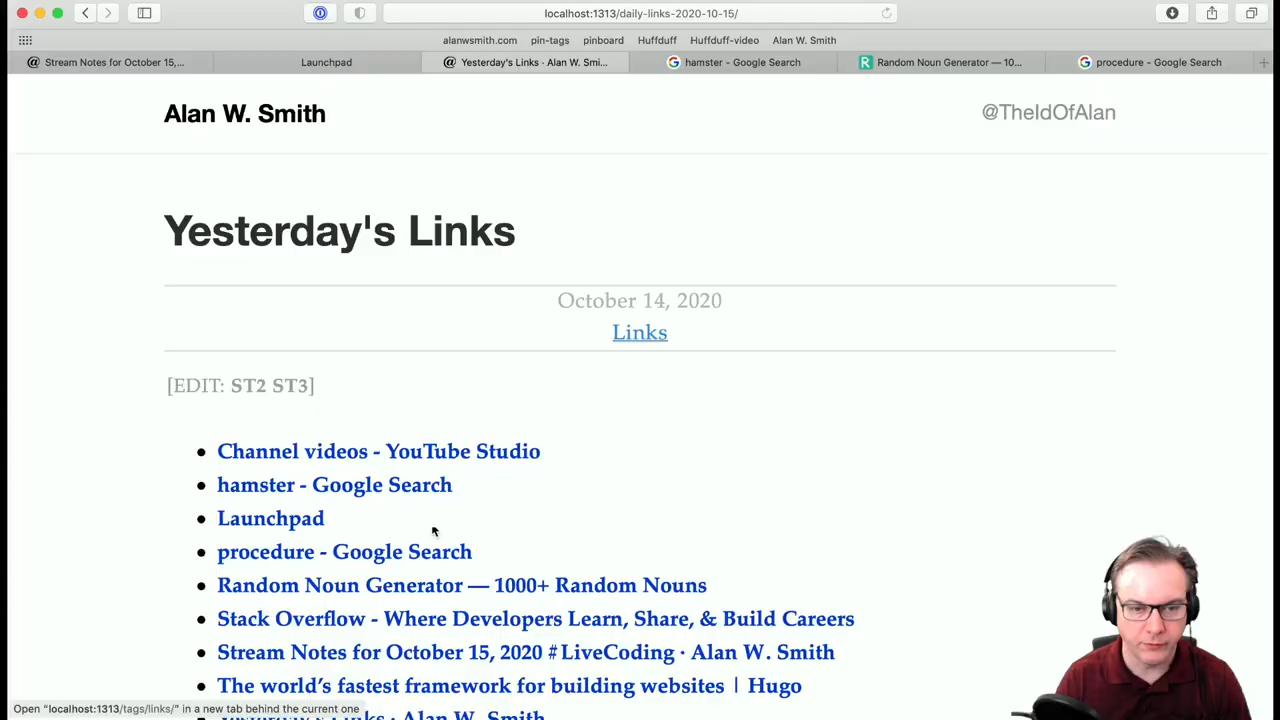 localhost:1313/daily-links-2020-10-15/
alanwsmith.com pin-tags pinboard Huffduff Huffduff-video Alan W. Smith
Stream Notes for October 15,... Launchpad Yesterday's Links · Alan W. Smi... hamster - Google Search Random Noun Generator — 10... procedure - Google Search
Alan W. Smith @TheIdOfAlan
Yesterday's Links
October 14, 2020
Links
[EDIT: ST2 ST3]
Channel videos - YouTube Studio
hamster - Google Search
Launchpad
procedure - Google Search
Random Noun Generator — 1000+ Random Nouns
Stack Overflow - Where Developers Learn, Share, & Build Careers
Stream Notes for October 15, 2020 #LiveCoding · Alan W. Smith
The world's fastest framework for building websites | Hugo
Yesterday's Links · Alan W. Smith
Open "localhost:1313/tags/links/" in a new tab behind the current one